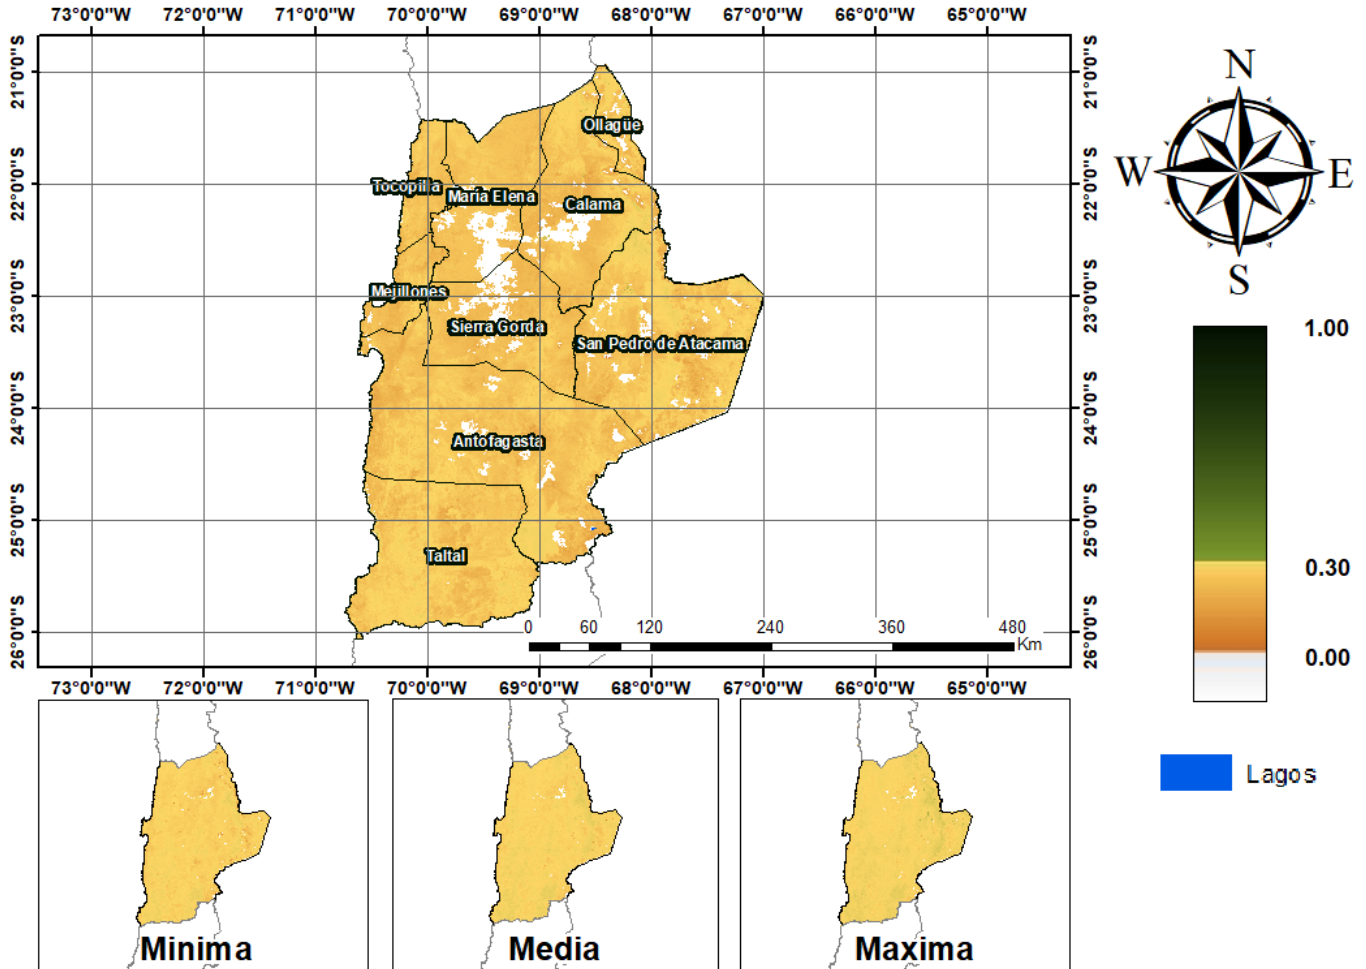 73°0'0"W 72°0'0"W 71°0'0"W 70°0'0"W 69°0'0"W 68°0'0"W 67°0'0"W 66°0'0"W 65°0'0"W
21°0'0"S
22°0'0"S
23°0'0"S
24°0'0"S
25°0'0"S
26°0'0"S
21°0'0"S
22°0'0"S
23°0'0"S
24°0'0"S
25°0'0"S
26°0'0"S
Ollagüe
Tocopilla
María Elena
Calama
Mejillones
Sierra Gorda
San Pedro de Atacama
Antofagasta
Taltal
0 60 120 240 360 480
Km
73°0'0"W 72°0'0"W 71°0'0"W 70°0'0"W 69°0'0"W 68°0'0"W 67°0'0"W 66°0'0"W 65°0'0"W
N
W E
S
1.00
0.30
0.00
Lagos
Minima
Media
Maxima